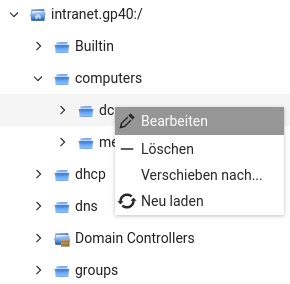 intranet.gp40:/
Builtin
computers
dc
Bearbeiten
me
Löschen
dhcp
Verschieben nach...
dns
Neu laden
Domain Controllers
groups